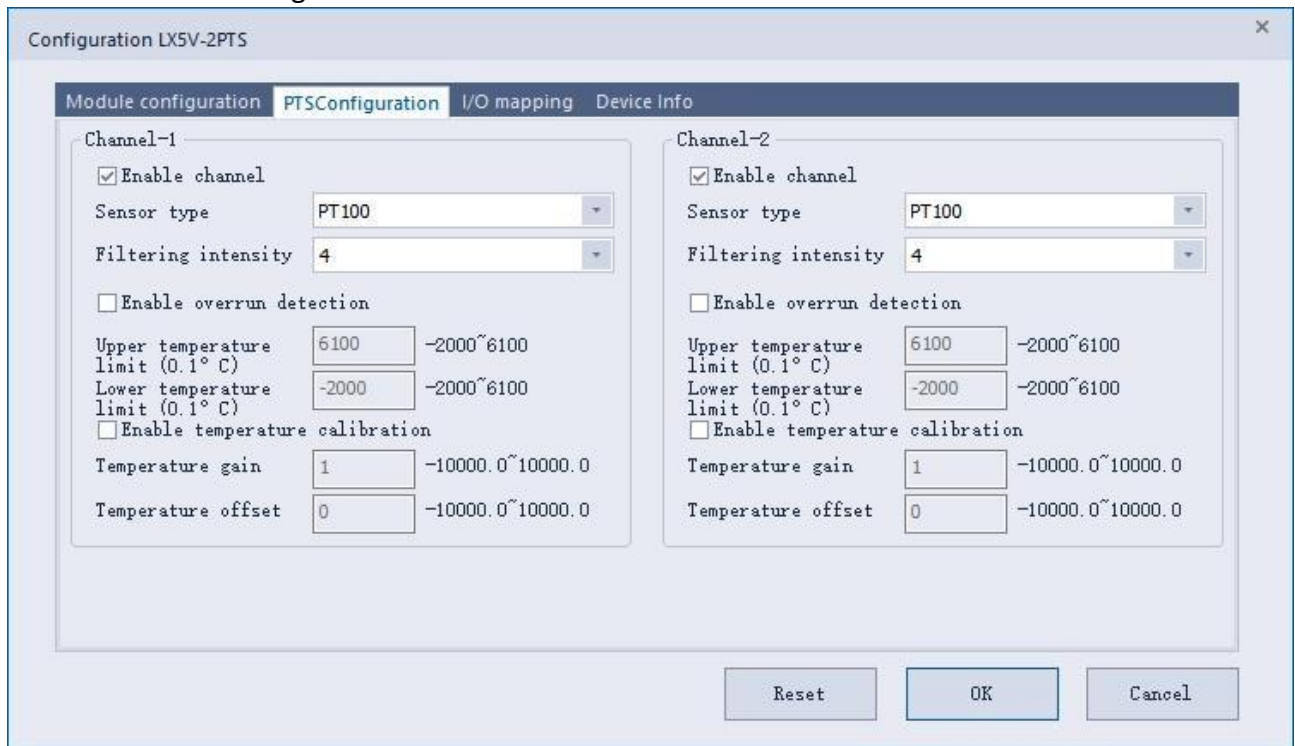 Configuration LX5V-2PTS
Module configuration PTSConfiguration I/O mapping Device Info
Channel-1
Enable channel
Sensor type PT100
Filtering intensity 4
Enable overrun detection
Upper temperature limit (0.1° C) 6100 -2000~6100
Lower temperature limit (0.1° C) -2000 -2000~6100
Enable temperature calibration
Temperature gain 1 -10000.0~10000.0
Temperature offset 0 -10000.0~10000.0
Channel-2
Enable channel
Sensor type PT100
Filtering intensity 4
Enable overrun detection
Upper temperature limit (0.1° C) 6100 -2000~6100
Lower temperature limit (0.1° C) -2000 -2000~6100
Enable temperature calibration
Temperature gain 1 -10000.0~10000.0
Temperature offset 0 -10000.0~10000.0
Reset OK Cancel